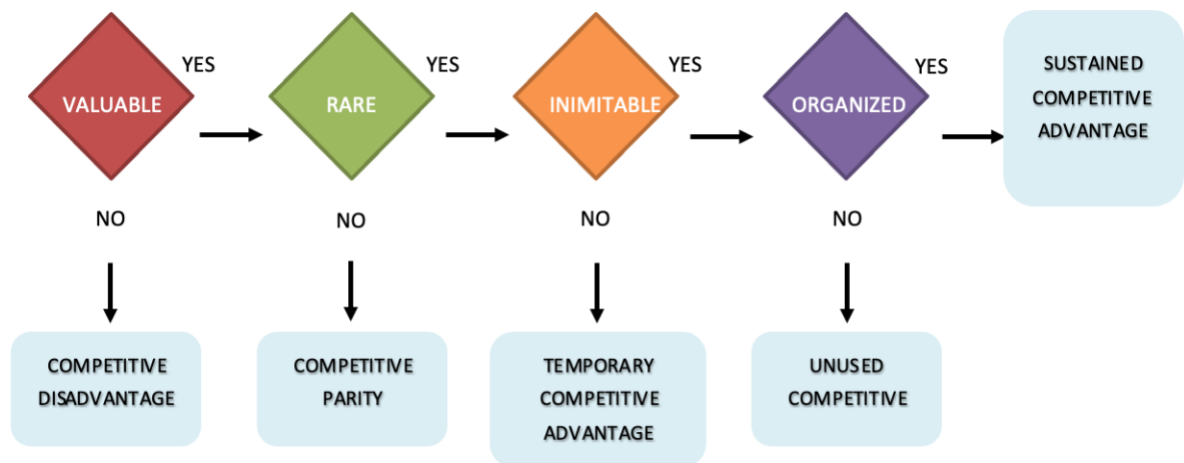 VALUABLE
YES
RARE
YES
INIMITABLE
YES
ORGANIZED
YES
SUSTAINED
COMPETITIVE
ADVANTAGE
NO
NO
NO
NO
COMPETITIVE
DISADVANTAGE
COMPETITIVE
PARITY
TEMPORARY
COMPETITIVE
ADVANTAGE
UNUSED
COMPETITIVE